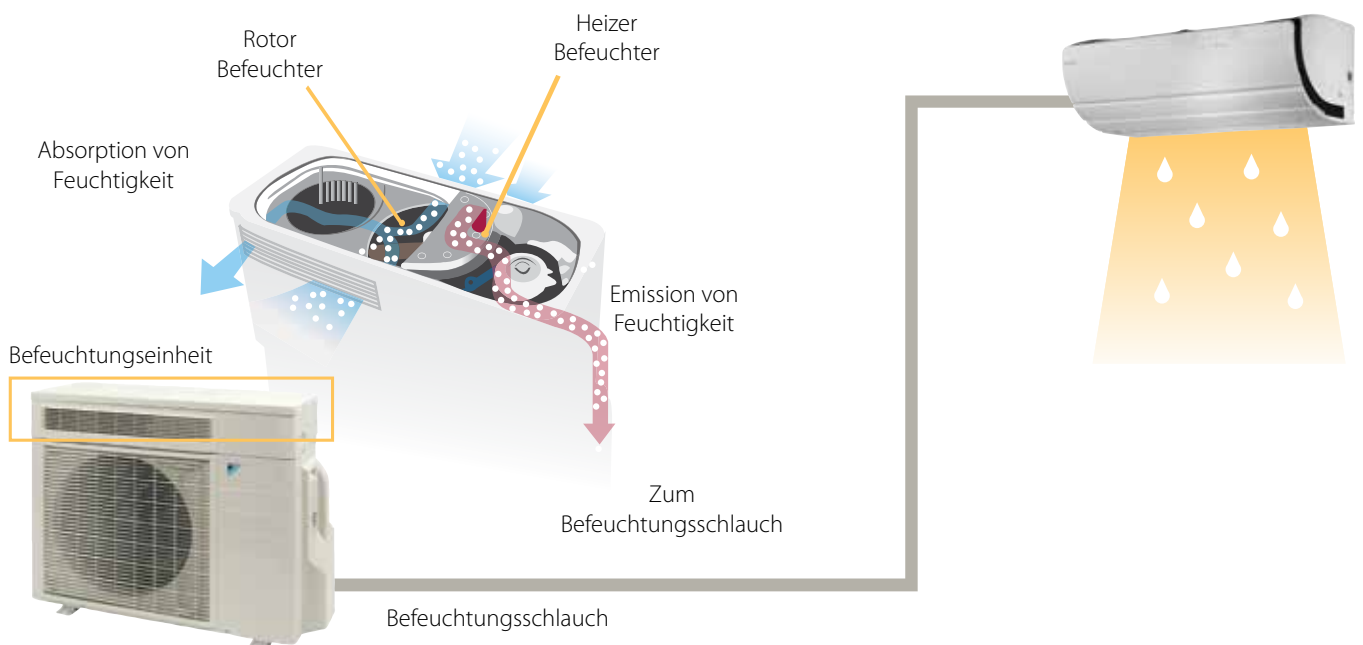 Rotor
Befeuchter
Heizer
Befeuchter
Absorption von
Feuchtigkeit
Emission von
Feuchtigkeit
Befeuchtungseinheit
Zum
Befeuchtungsschlauch
Befeuchtungsschlauch